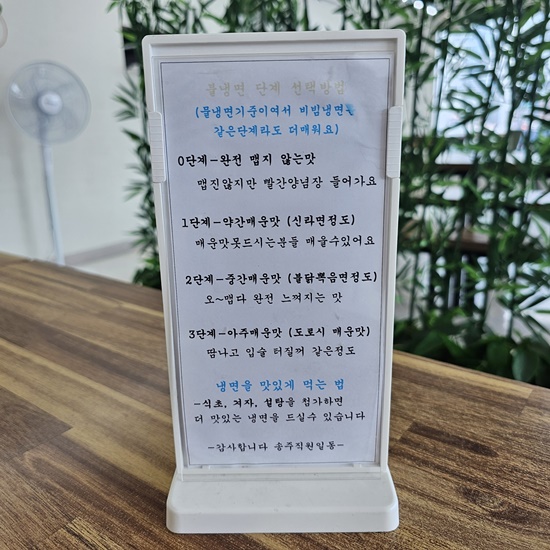 물냉면 단계 선택방법
(물냉면기준이여서 비빔냉면은
같은단계라도 더매워요)
0단계-완전 맵지 않는맛
맵진않지만 빨간양념장 들어가요
1단계-약간매운맛 (신라면정도)
매운맛못드시는분들 매울수있어요
2단계-중간매운맛 (불닭뽁음면정도)
오~맵다 완전 느껴지는 맛
3단계-아주매운맛 (도로시 매운맛)
땀나고 입술 터질꺼 같은정도
냉면을 맛있게 먹는 법
-식초, 겨자, 설탕을 첨가하면
더 맛있는 냉면을 드실수 있습니다
-감사합니다 송주직원일동-